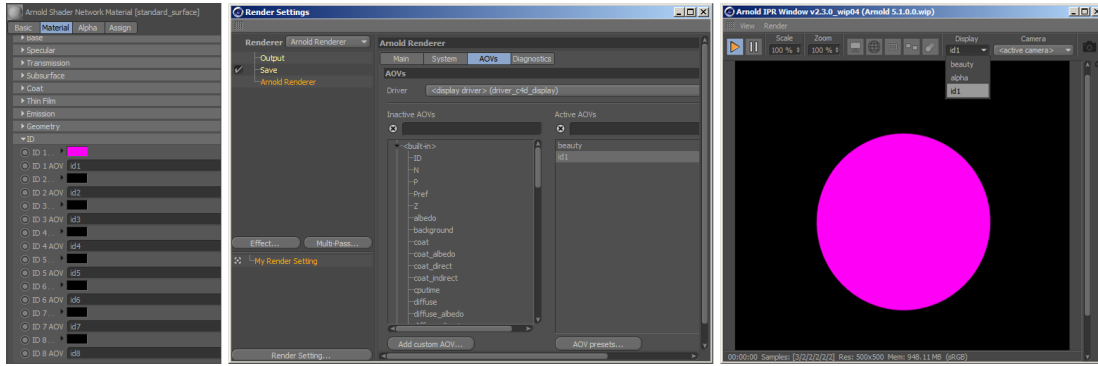 Arnold Shader Network Material [standard_surface]
Basic Material Alpha Assign
Base
Specular
Transmission
Subsurface
Coat
Thin Film
Emission
Geometry
ID
ID 1. .
ID 1 AOV id1
ID 2. .
ID 2 AOV id2
ID 3. .
ID 3 AOV id3
ID 4. .
ID 4 AOV id4
ID 5. .
ID 5 AOV id5
ID 6. .
ID 6 AOV id6
ID 7. .
ID 7 AOV id7
ID 8. .
ID 8 AOV id8
Render Settings
Renderer Arnold Renderer
Output
Save
Arnold Renderer
Effect... Multi-Pass...
My Render Setting
Render Setting...
Arnold Renderer
Main System AOVs Diagnostics
AOVs
Driver <display driver> (driver_c4d_display)
Inactive AOVs
<built-in>
ID
N
P
Pref
Z
albedo
background
coat
coat_albedo
coat_direct
coat_indirect
cputime
diffuse
diffuse_albedo
Add custom AOV...
Active AOVs
beauty
id1
AOV presets...
Arnold IPR Window v2.3.0_wip04 (Arnold 5.1.0.0.wip)
View Render
Scale Zoom Display Camera
100 % 100 % id1 <active camera>
beauty
alpha
id1
00:00:00 Samples: [3/2/2/2/2/2] Res: 500x500 Mem: 948.11 MB (sRGB)